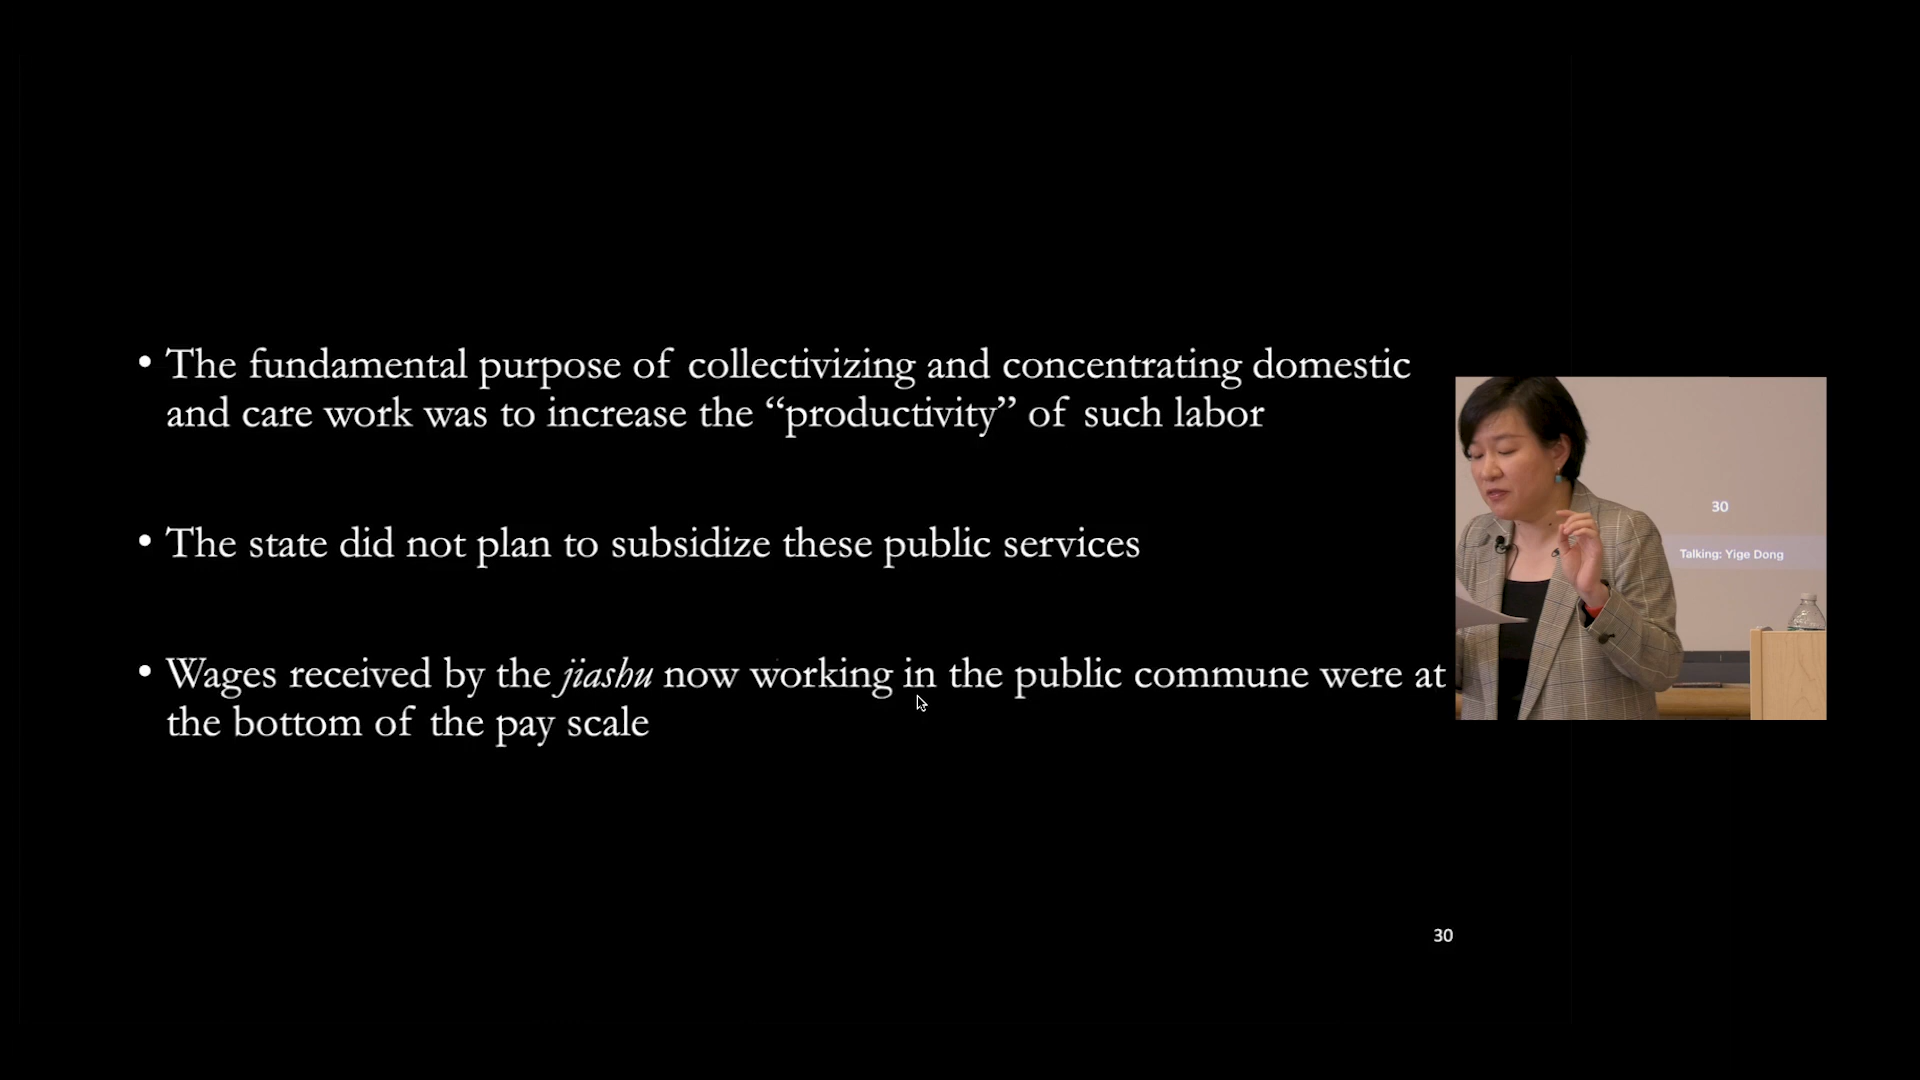 • The fundamental purpose of collectivizing and concentrating domestic
and care work was to increase the “productivity” of such labor
• The state did not plan to subsidize these public services
• Wages received by the jiashu now working in the public commune were at
the bottom of the pay scale
30
Talking: Yige Dong
30